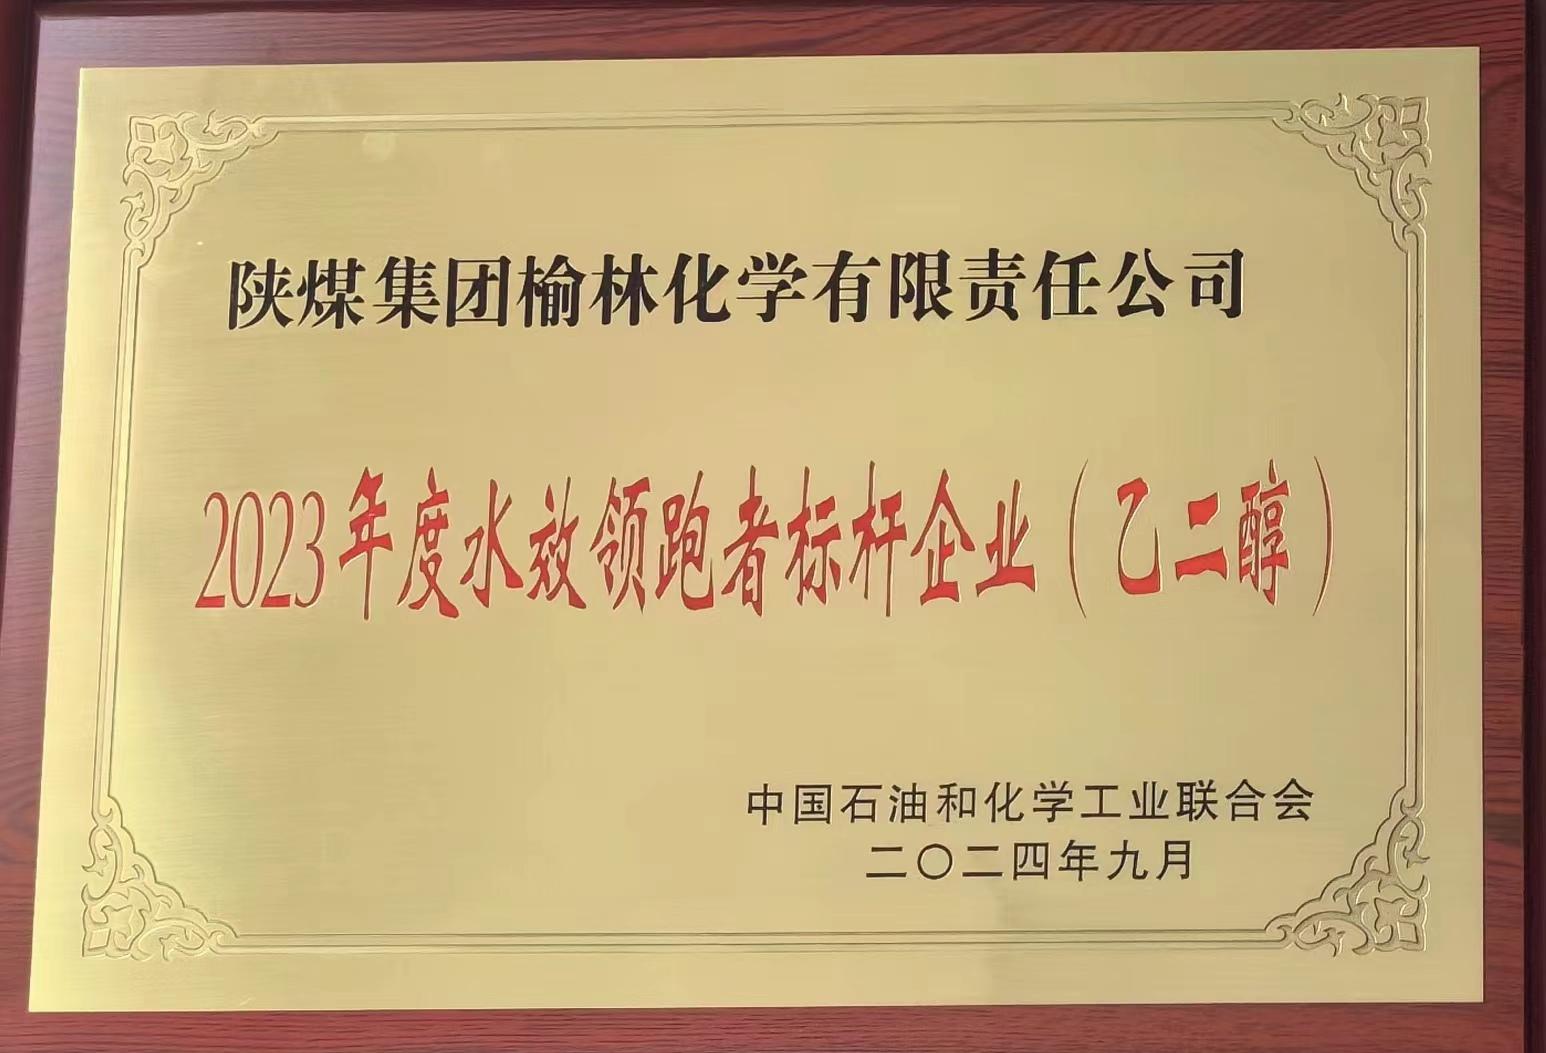 陕煤集团榆林化学有限责任公司
2023年度水效领跑者标杆企业（乙二醇）
中国石油和化学工业联合会
二〇二四年九月